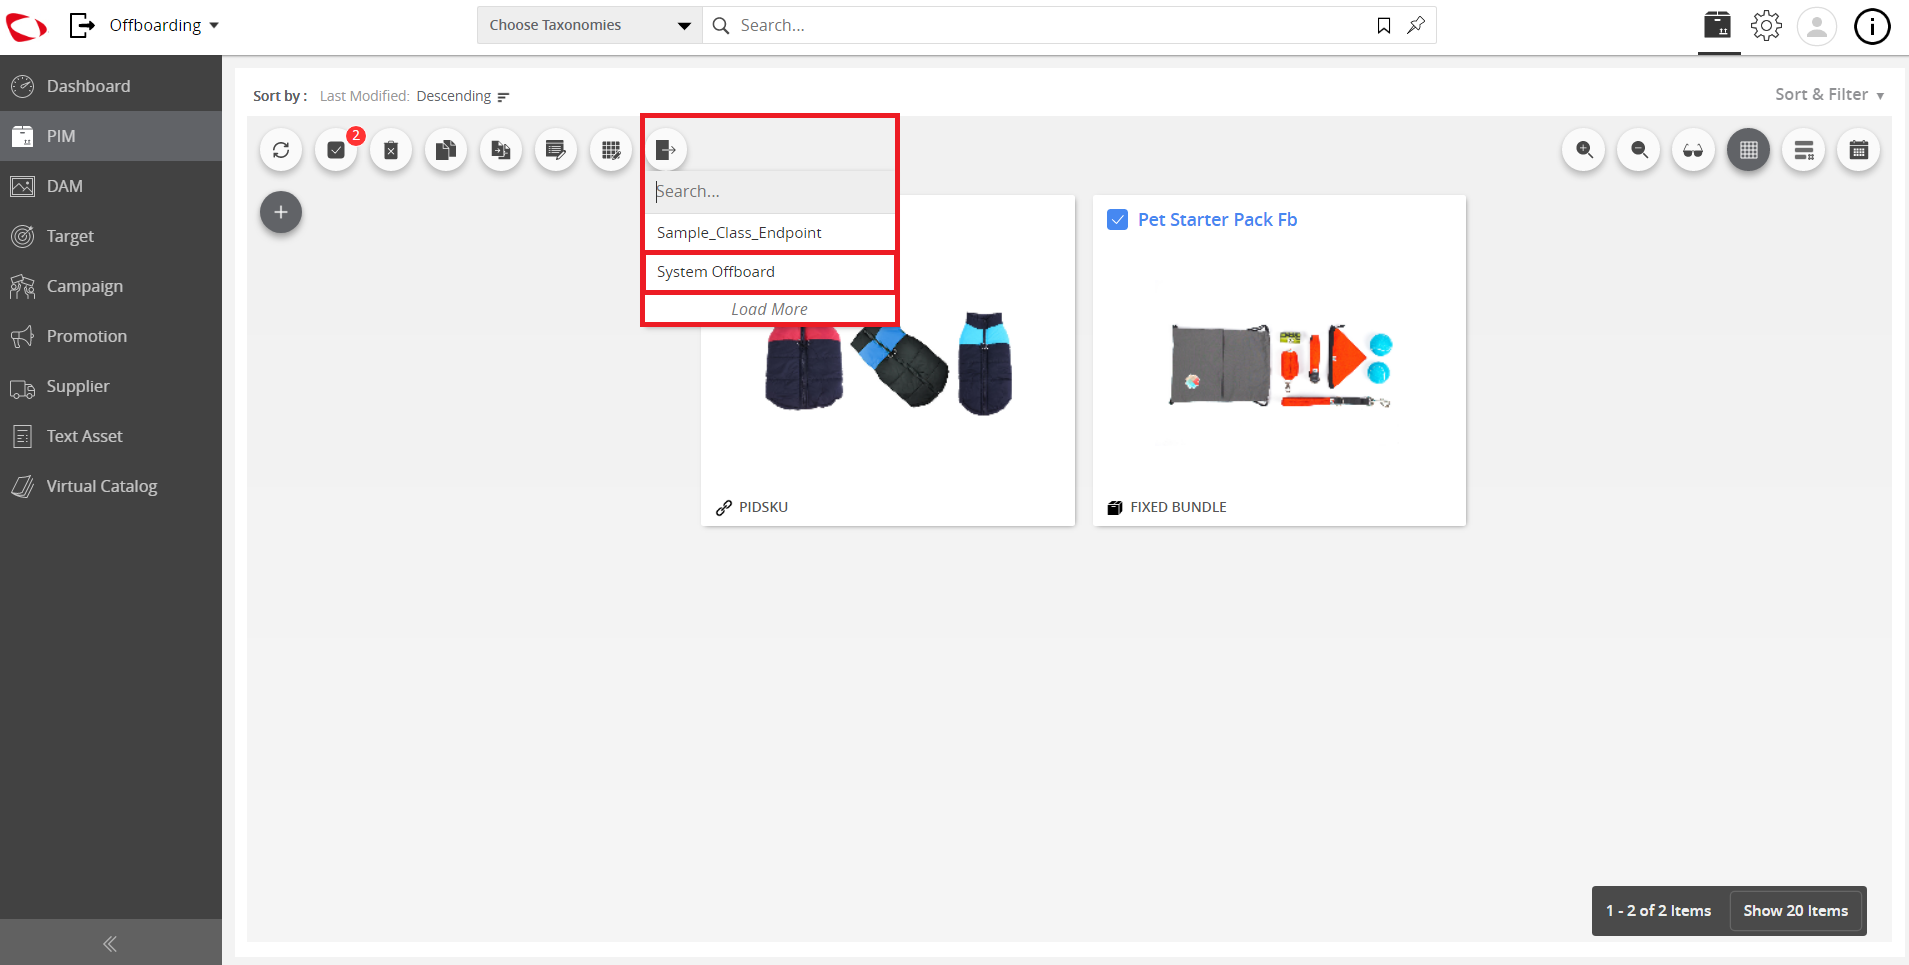 Offboarding
Choose Taxonomies
Search...
Dashboard
PIM
DAM
Target
Campaign
Promotion
Supplier
Text Asset
Virtual Catalog
Sort by : Last Modified: Descending
Sort & Filter
2
Search...
Sample_Class_Endpoint
System Offboard
Load More
Pet Starter Pack Fb
PIDSKU
FIXED BUNDLE
1 - 2 of 2 Items
Show 20 Items